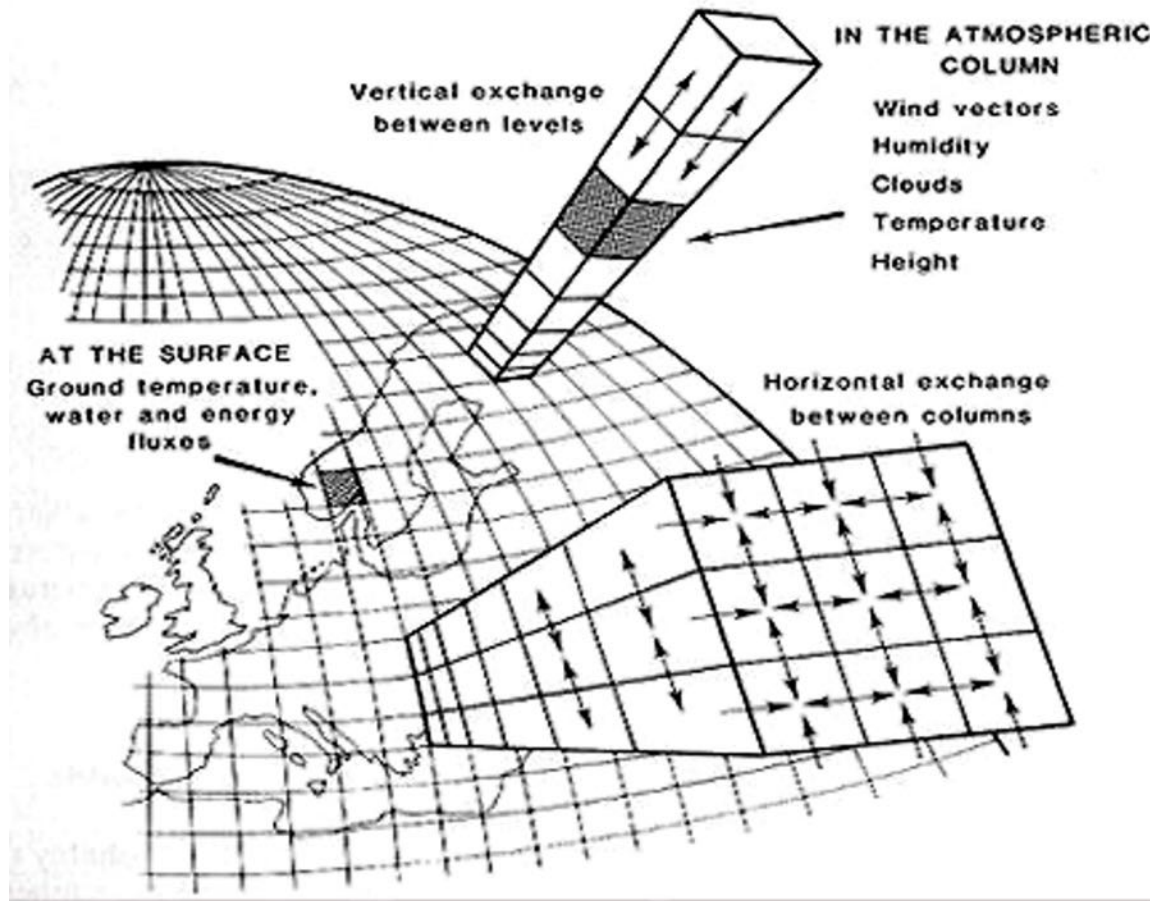 IN THE ATMOSPHERIC
COLUMN
Wind vectors
Humidity
Clouds
Temperature
Height
Vertical exchange
between levels
AT THE SURFACE
Ground temperature,
water and energy
fluxes
Horizontal exchange
between columns